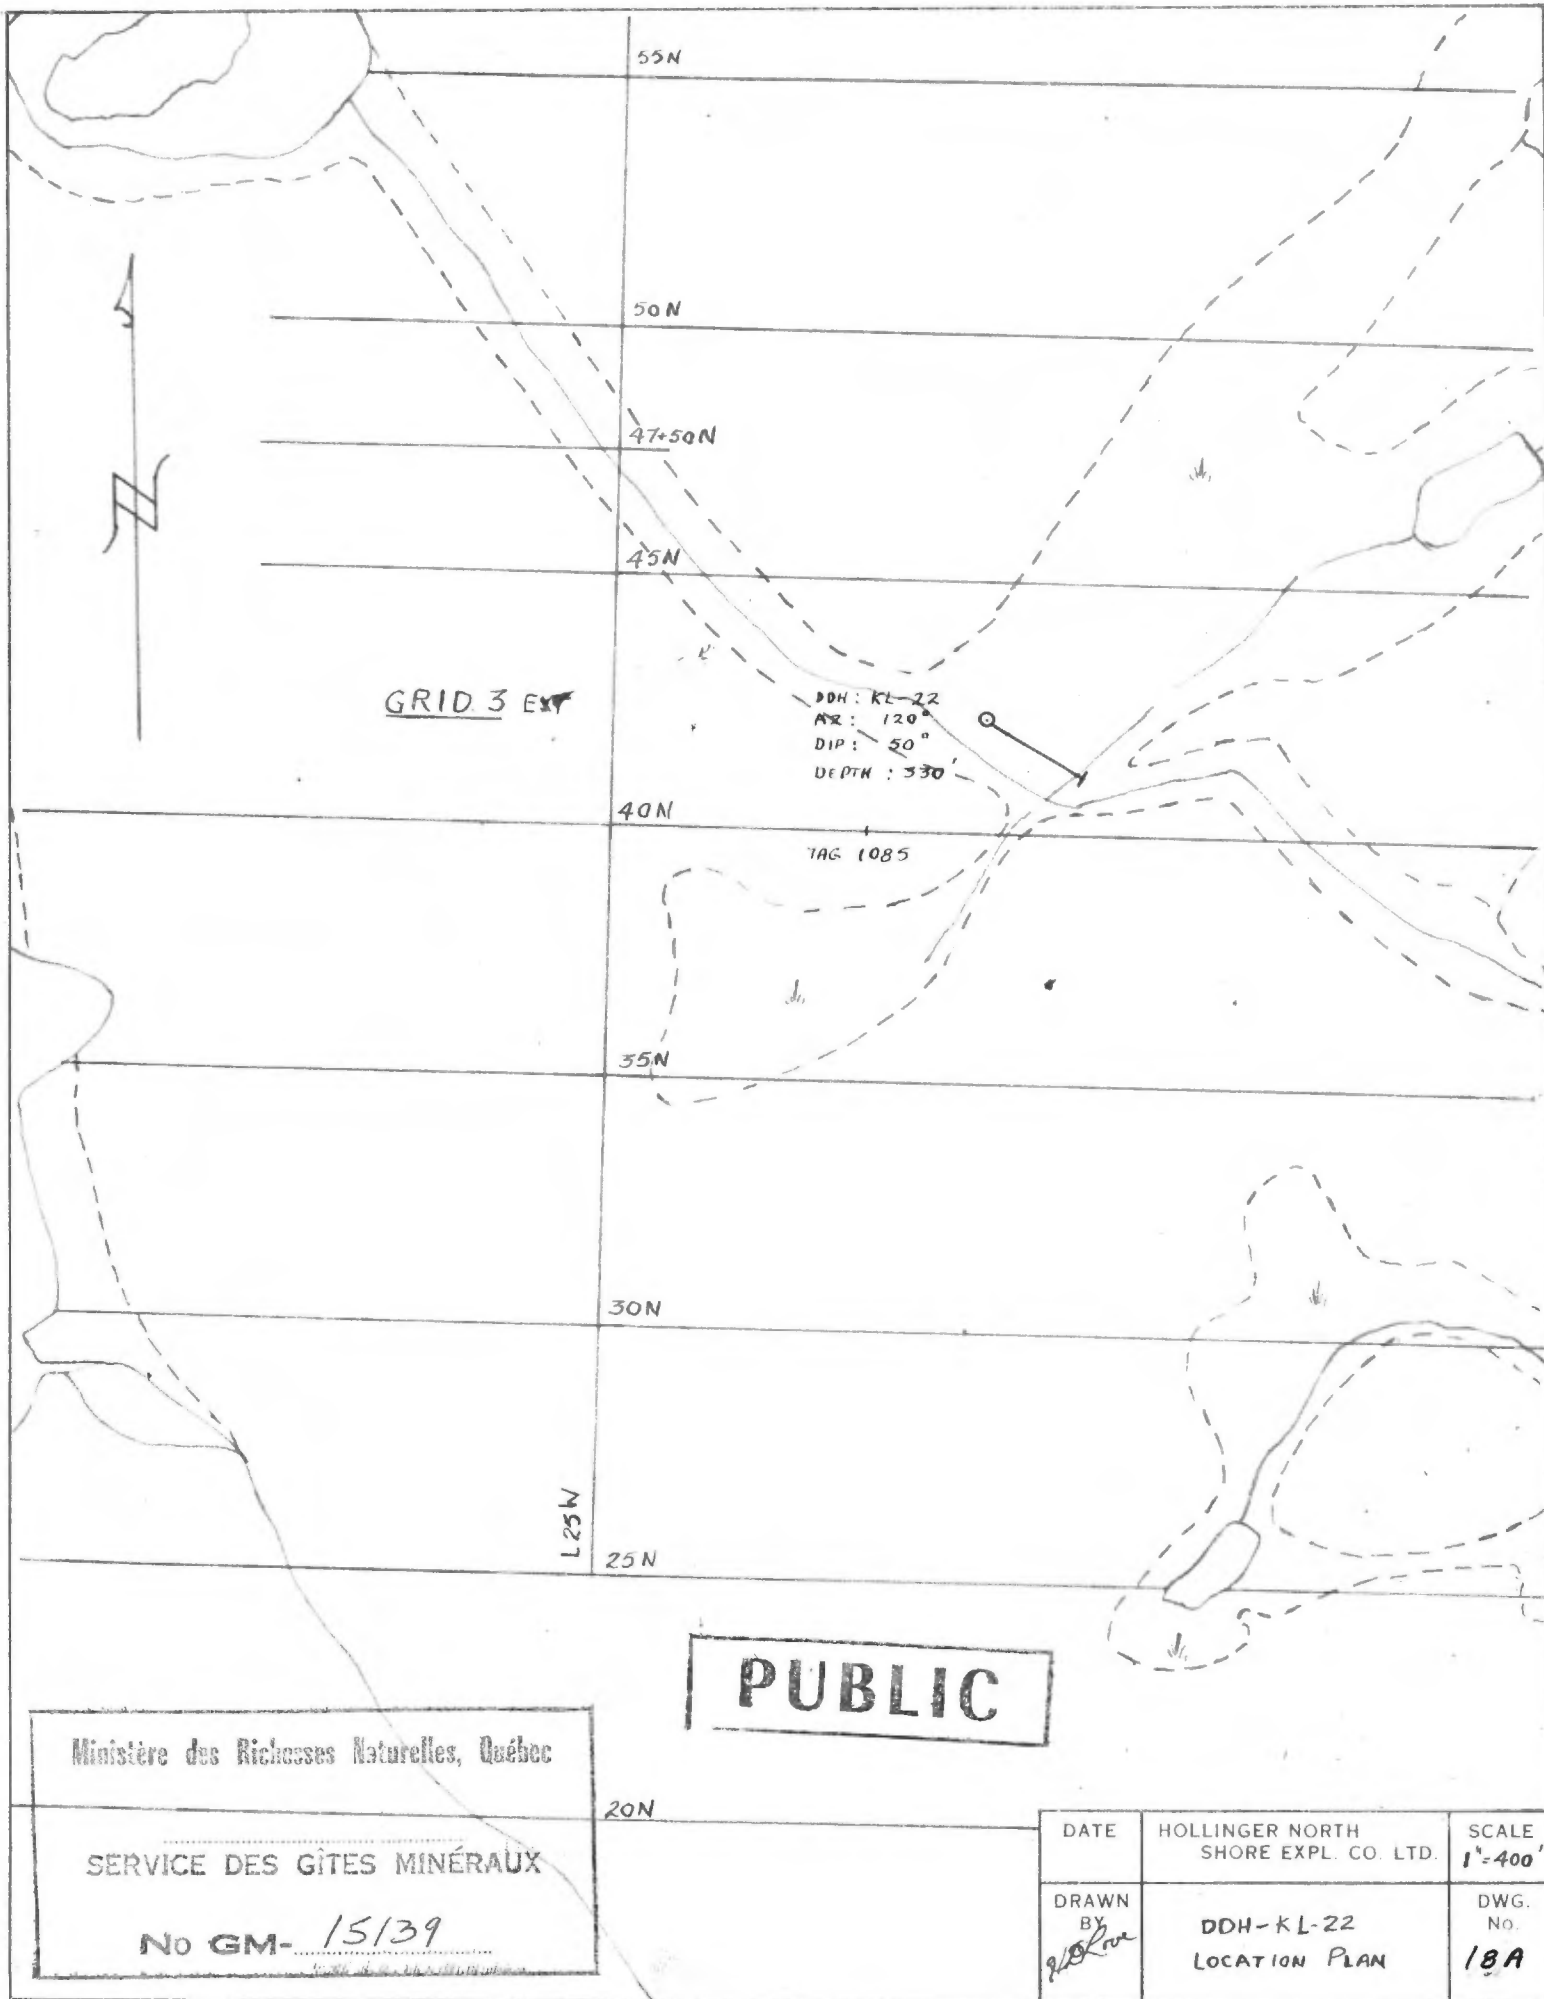 55N
50N
47+50N
45N
GRID 3 EXT
DDH: KL-22
AZ: 120°
DIP: 50°
DEPTH: 330'
40N
TAG 1085
35N
30N
L25W
25N
PUBLIC
Ministère des Richesses Naturelles, Québec
SERVICE DES GÎTES MINÉRAUX
No GM- 15139
20N
DATE
HOLLINGER NORTH
SHORE EXPL. CO. LTD.
SCALE
1"=400'
DRAWN
BY
DDH-KL-22
LOCATION PLAN
DWG.
No.
18A